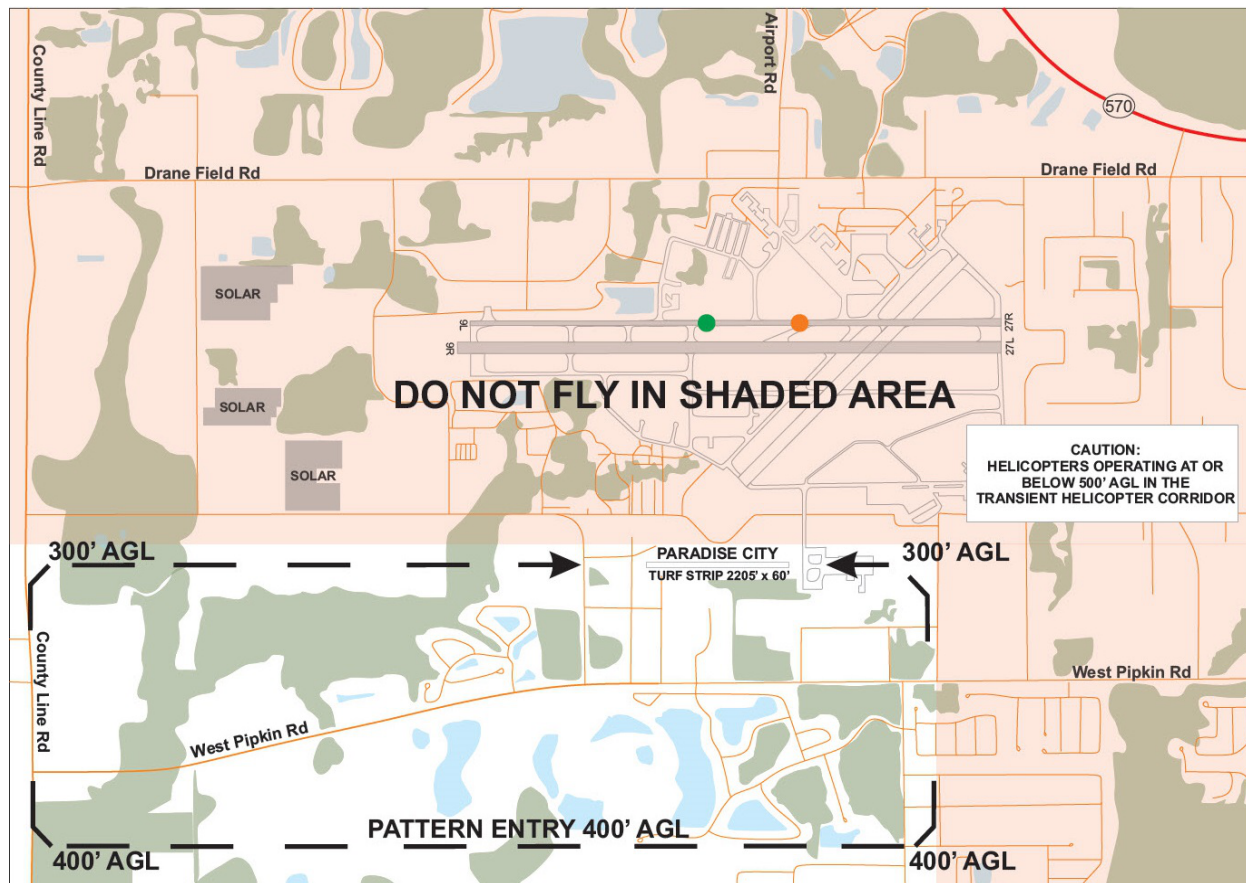 County Line Rd
Airport Rd
570
Drane Field Rd
Drane Field Rd
SOLAR
9L
27R
9R
27L
DO NOT FLY IN SHADED AREA
SOLAR
SOLAR
CAUTION:
HELICOPTERS OPERATING AT OR
BELOW 500' AGL IN THE
TRANSIENT HELICOPTER CORRIDOR
300' AGL
PARADISE CITY
TURF STRIP 2205' x 60'
300' AGL
County Line Rd
West Pipkin Rd
West Pipkin Rd
PATTERN ENTRY 400' AGL
400' AGL
400' AGL